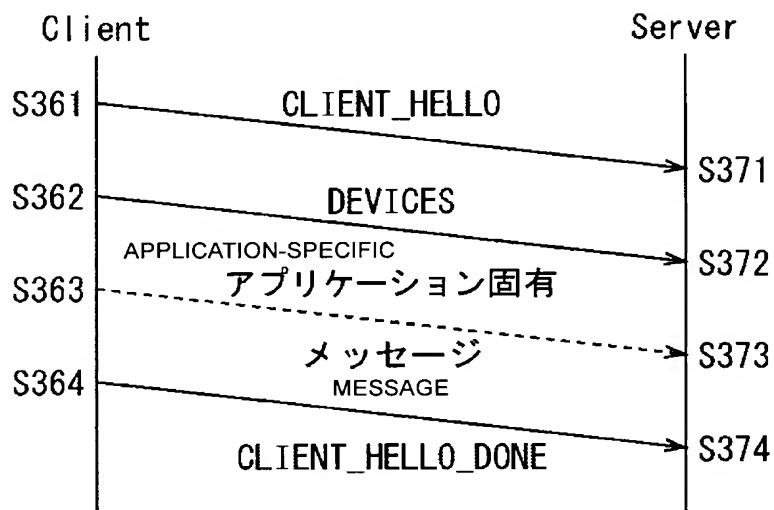 Client Server
S361 CLIENT_HELLO
S371
S362 DEVICES
APPLICATION-SPECIFIC
S372
S363 アプリケーション固有
メッセージ S373
S364 MESSAGE
CLIENT_HELLO_DONE S374